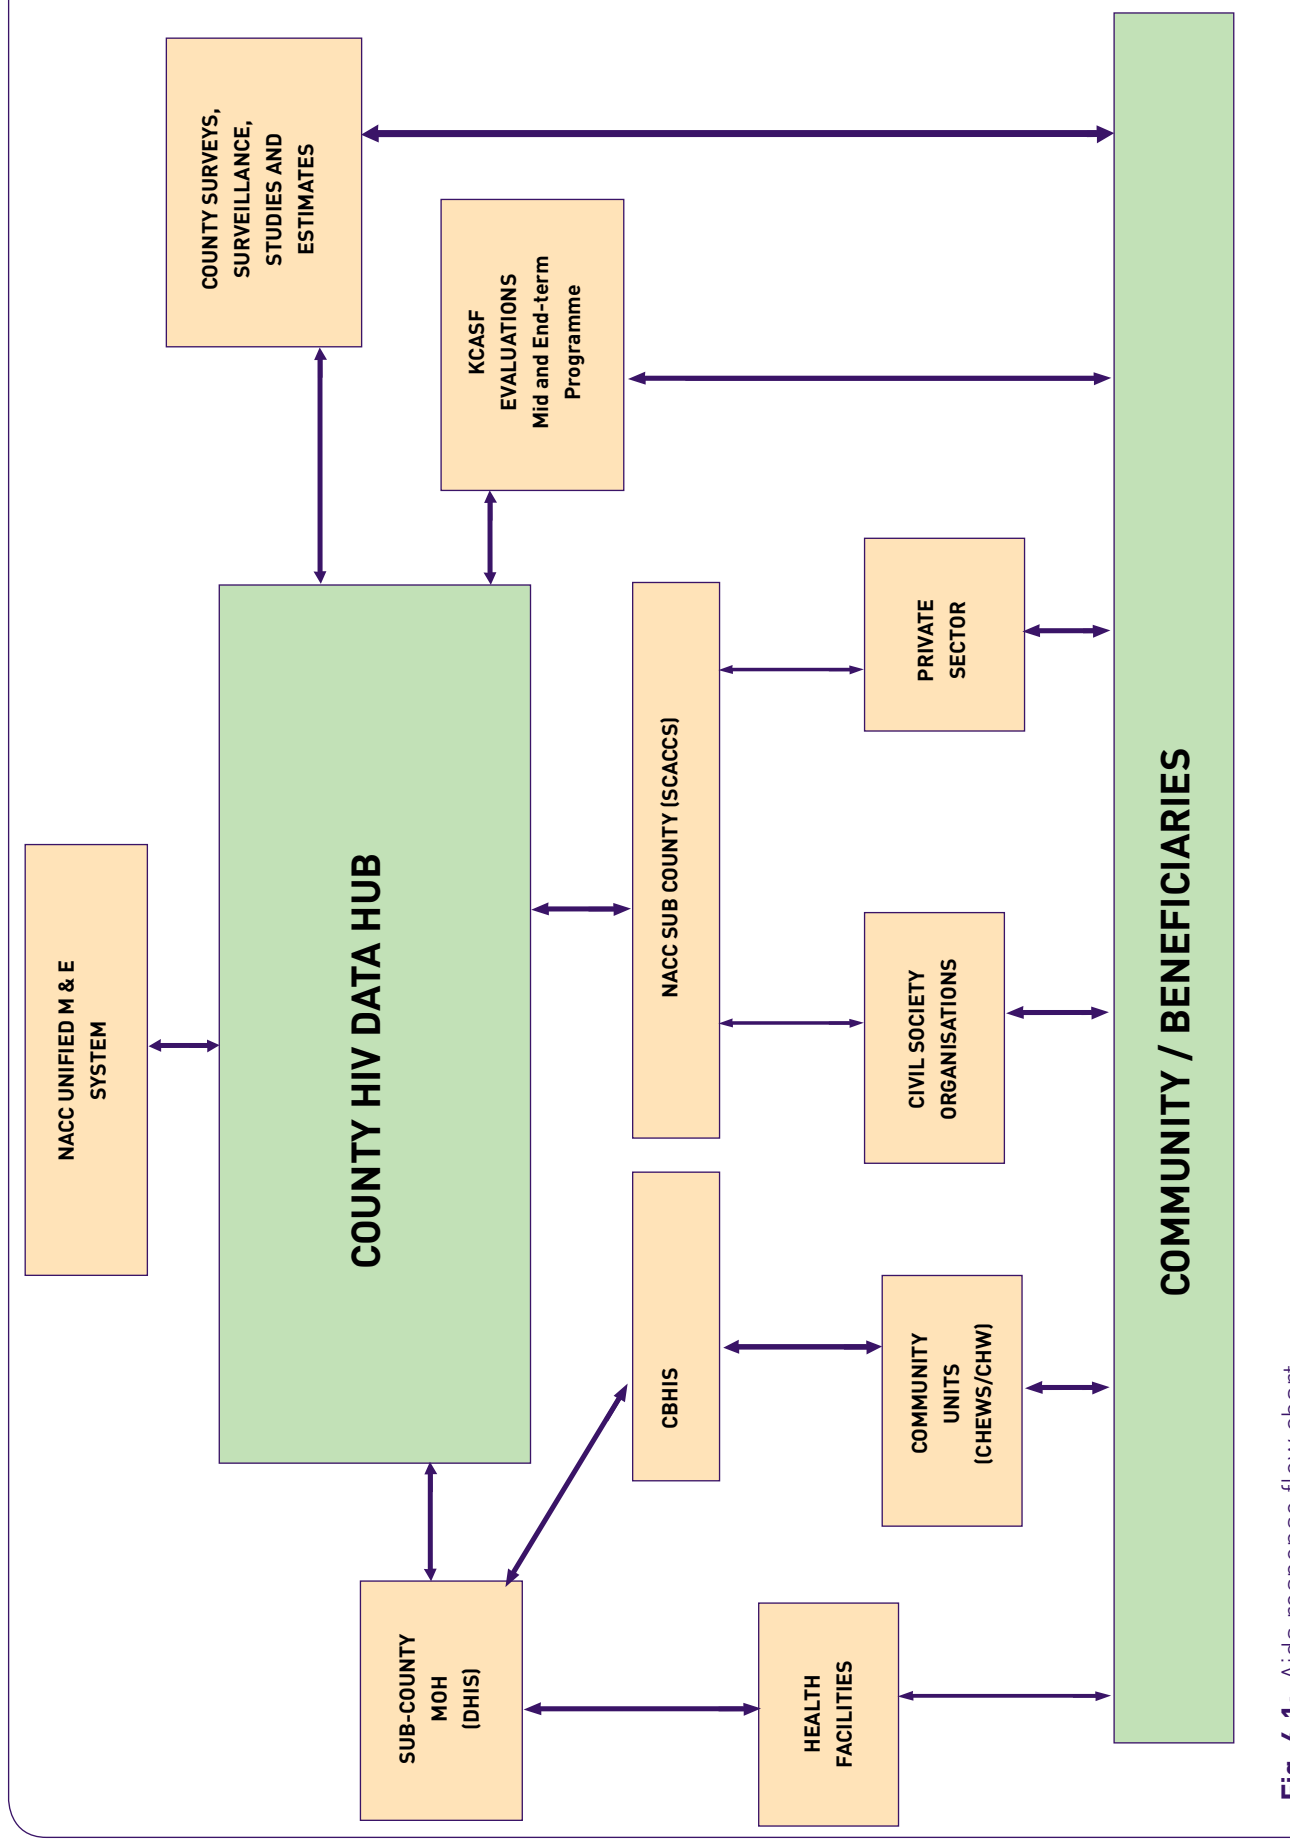 NACC UNIFIED M & E
SYSTEM
COUNTY HIV DATA HUB
COUNTY SURVEYS,
SURVEILLANCE,
STUDIES AND
ESTIMATES
KCASF
EVALUATIONS
Mid and End-term
Programme
SUB-COUNTY
MOH
(DHIS)
CBHIS
NACC SUB COUNTY (SCACCS)
HEALTH
FACILITIES
COMMUNITY
UNITS
(CHEWS/CHW)
CIVIL SOCIETY
ORGANISATIONS
PRIVATE
SECTOR
COMMUNITY / BENEFICIARIES